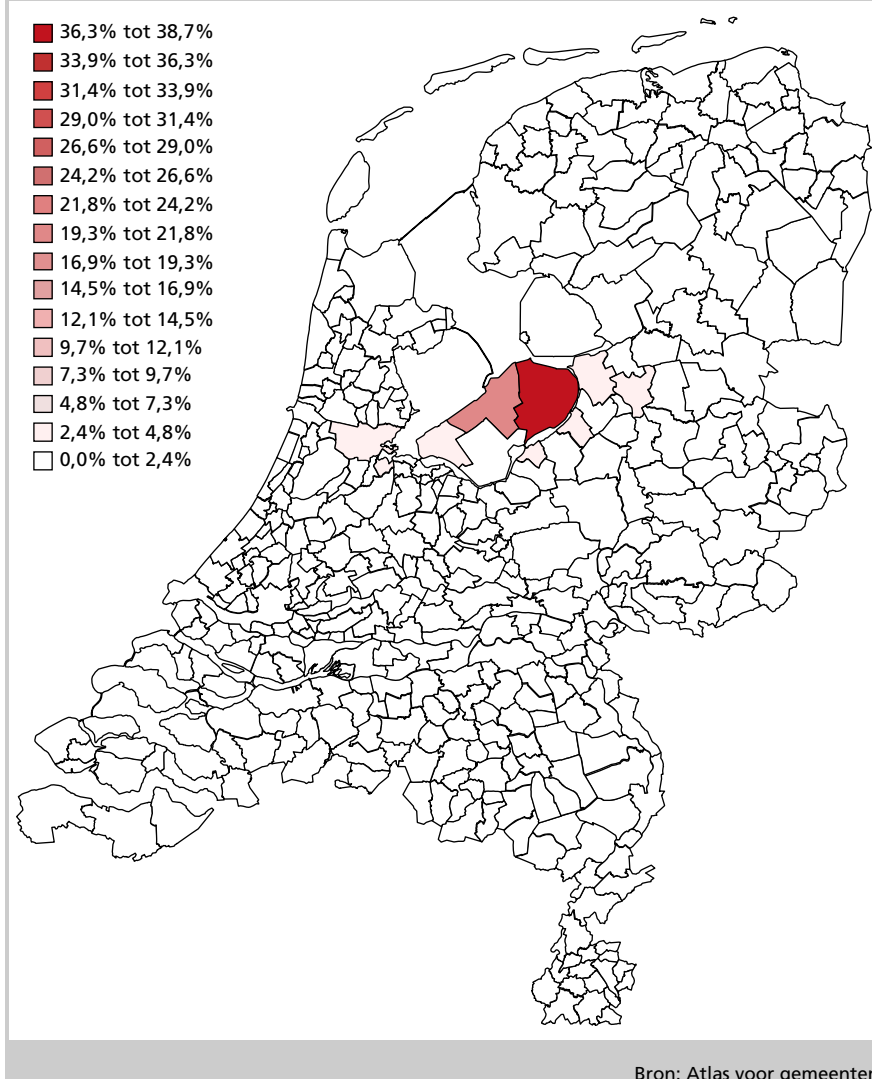 36,3% tot 38,7%
33,9% tot 36,3%
31,4% tot 33,9%
29,0% tot 31,4%
26,6% tot 29,0%
24,2% tot 26,6%
21,8% tot 24,2%
19,3% tot 21,8%
16,9% tot 19,3%
14,5% tot 16,9%
12,1% tot 14,5%
9,7% tot 12,1%
7,3% tot 9,7%
4,8% tot 7,3%
2,4% tot 4,8%
0,0% tot 2,4%
Bron: Atlas voor gemeenten